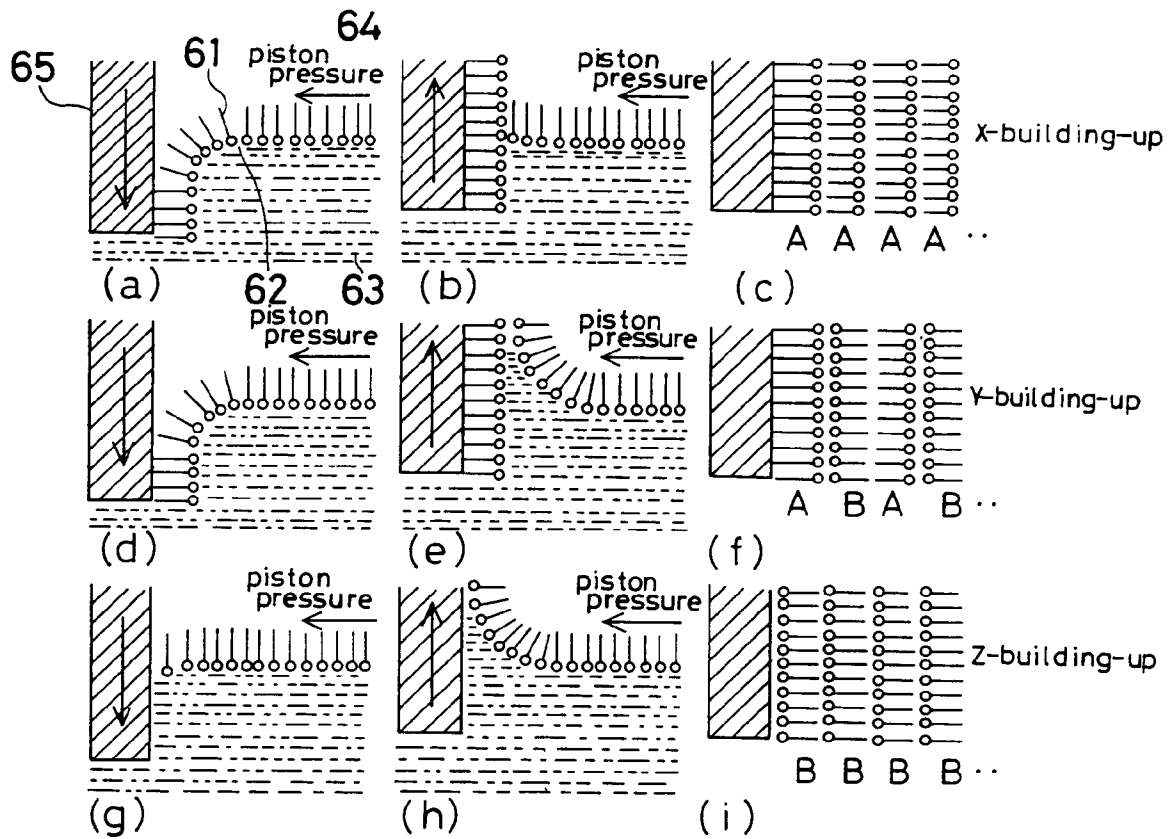 64
61
65
piston
pressure
piston
pressure
X-building-up
A A A A ··
(a)
62
63
(b)
(c)
piston
pressure
piston
pressure
Y-building-up
A B A B ··
(d)
(e)
(f)
piston
pressure
piston
pressure
Z-building-up
B B B B ··
(g)
(h)
(i)